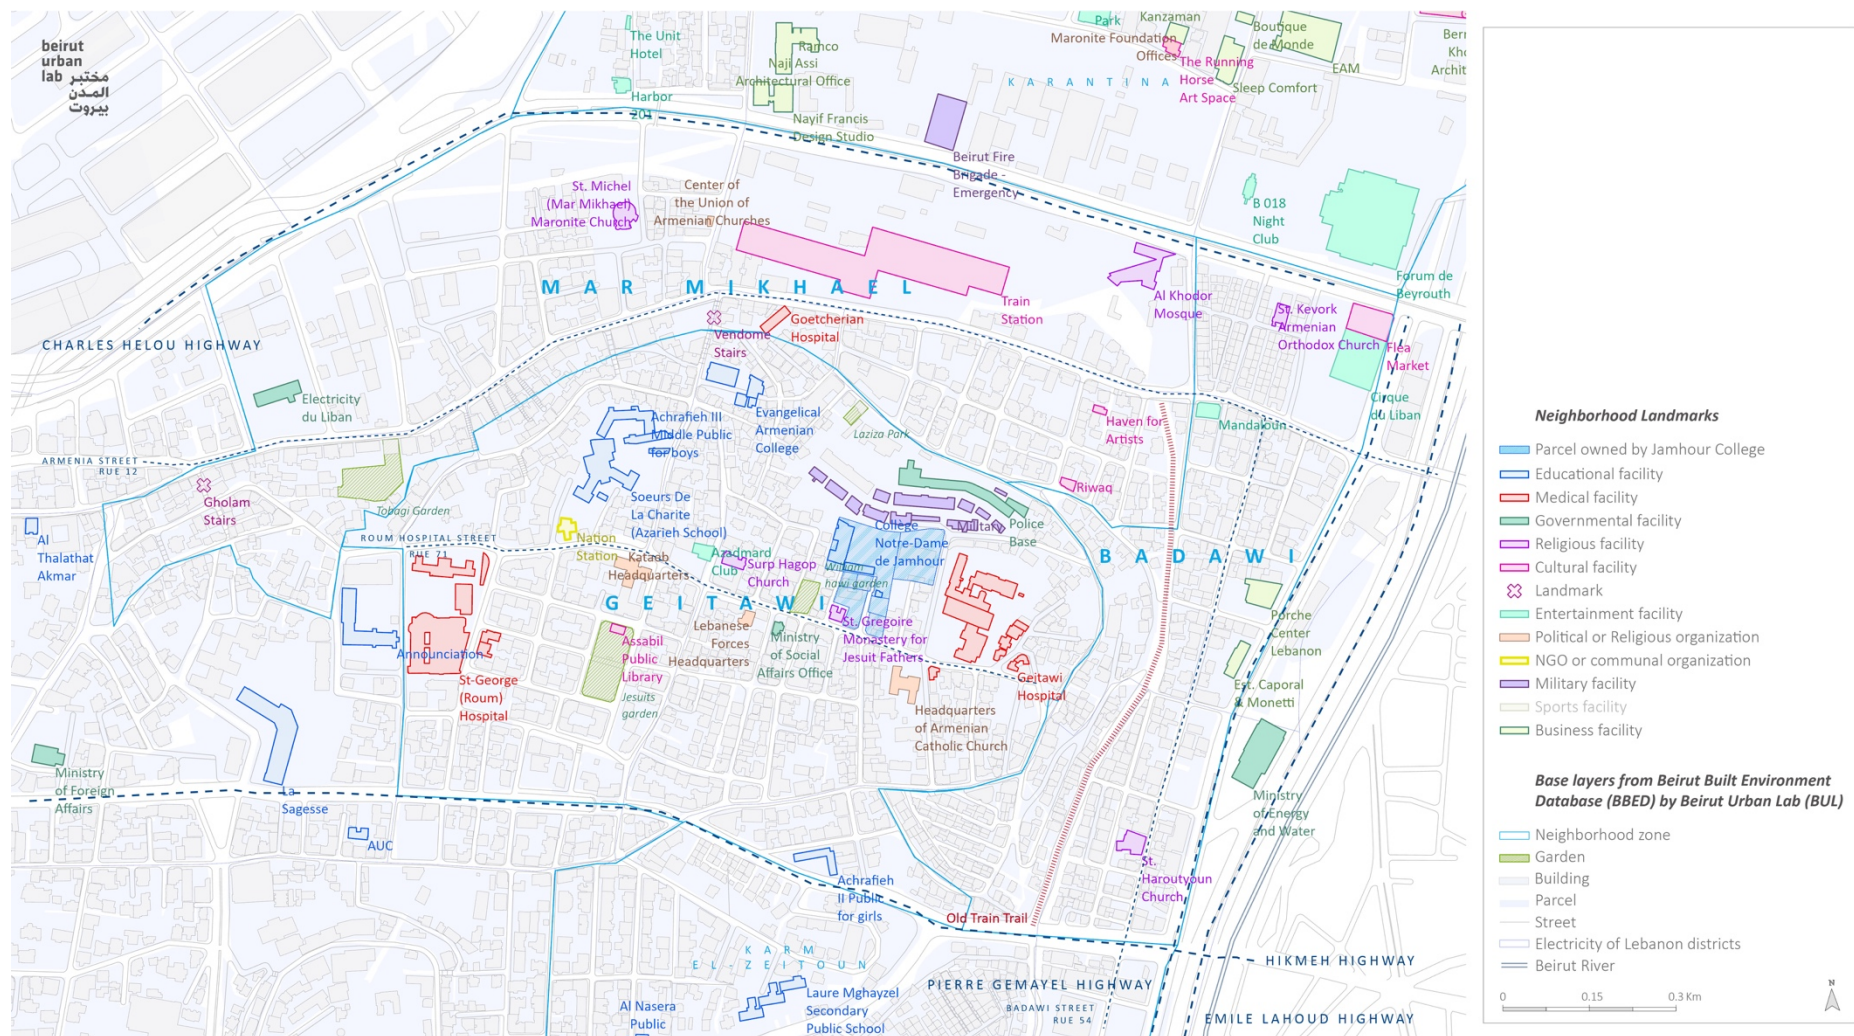 beirut
urban
lab مختبر
المدن
بيروت
The Unit
Hotel
Harbor
201
Ramco
Naji Assi
Architectural Office
Nayif Francis
Design Studio
Park
Kanzaman
Maronite Foundation
Offices
The Running
Horse
Art Space
Boutique
de Monde
EAM
Sleep Comfort
KARANTINA
Beirut Fire
Brigade -
Emergency
B 018
Night
Club
Forum de
Beyrouth
St. Michel
(Mar Mikhael)
Maronite Church
Center of
the Union of
Armenian Churches
MAR MIKHAEL
Train
Station
Al Khodor
Mosque
St. Kevork
Armenian
Orthodox Church
Flea
Market
Cirque
du Liban
CHARLES HELOU HIGHWAY
Vendome
Stairs
Goetcherian
Hospital
Electricity
du Liban
Achrafieh III
Middle Public
for boys
Evangelical
Armenian
College
Laziza Park
Haven for
Artists
Mandaloun
ARMENIA STREET
RUE 12
Gholam
Stairs
Tobagi Garden
Soeurs De
La Charite
(Azarieh School)
Riwaq
Military
Police
Base
Al
Thalathat
Akmar
ROUM HOSPITAL STREET
RUE 71
Nation
Station
Kataeb
Headquarters
Azadmard
Club
Surp Hagop
Church
William
hawi garden
Collège
Notre-Dame
de Jamhour
BADAWI
GEITAWI
Lebanese
Forces
Headquarters
Ministry
of Social
Affairs Office
St. Gregoire
Monastery for
Jesuit Fathers
Porche
Center
Lebanon
Announciation
St-George
(Roum)
Hospital
Assabil
Public
Library
Jesuits
garden
Geitawi
Hospital
Est. Caporal
& Monetti
Headquarters
of Armenian
Catholic Church
Ministry
of Foreign
Affairs
La
Sagesse
AUC
Ministry
of Energy
and Water
Achrafieh
II Public
for girls
St.
Haroutyoun
Church
Old Train Trail
KARM
EL-ZEITOUN
Al Nasera
Public
Laure Mghayzel
Secondary
Public School
PIERRE GEMAYEL HIGHWAY
BADAWI STREET
RUE 54
HIKMEH HIGHWAY
EMILE LAHOUD HIGHWAY
Neighborhood Landmarks
Parcel owned by Jamhour College
Educational facility
Medical facility
Governmental facility
Religious facility
Cultural facility
Landmark
Entertainment facility
Political or Religious organization
NGO or communal organization
Military facility
Sports facility
Business facility
Base layers from Beirut Built Environment
Database (BBED) by Beirut Urban Lab (BUL)
Neighborhood zone
Garden
Building
Parcel
Street
Electricity of Lebanon districts
Beirut River
0 0.15 0.3 Km
N